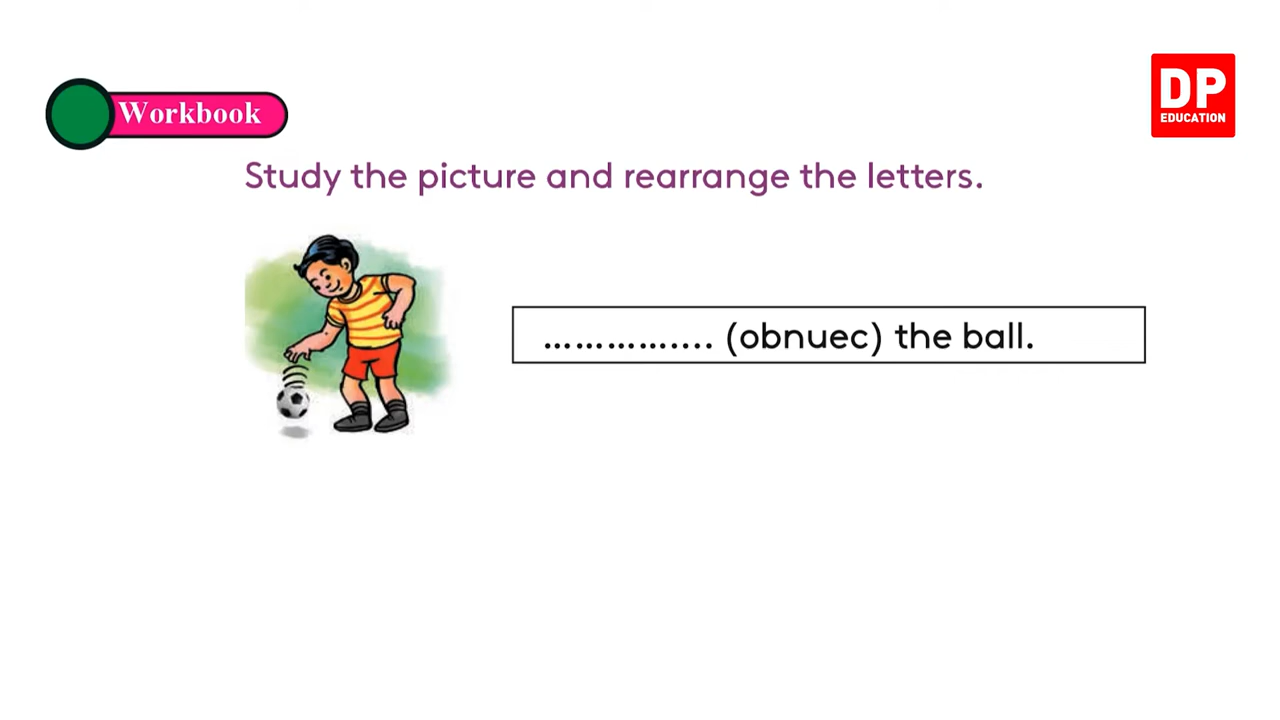 DP
EDUCATION
Workbook
Study the picture and rearrange the letters.
................... (obnuec) the ball.